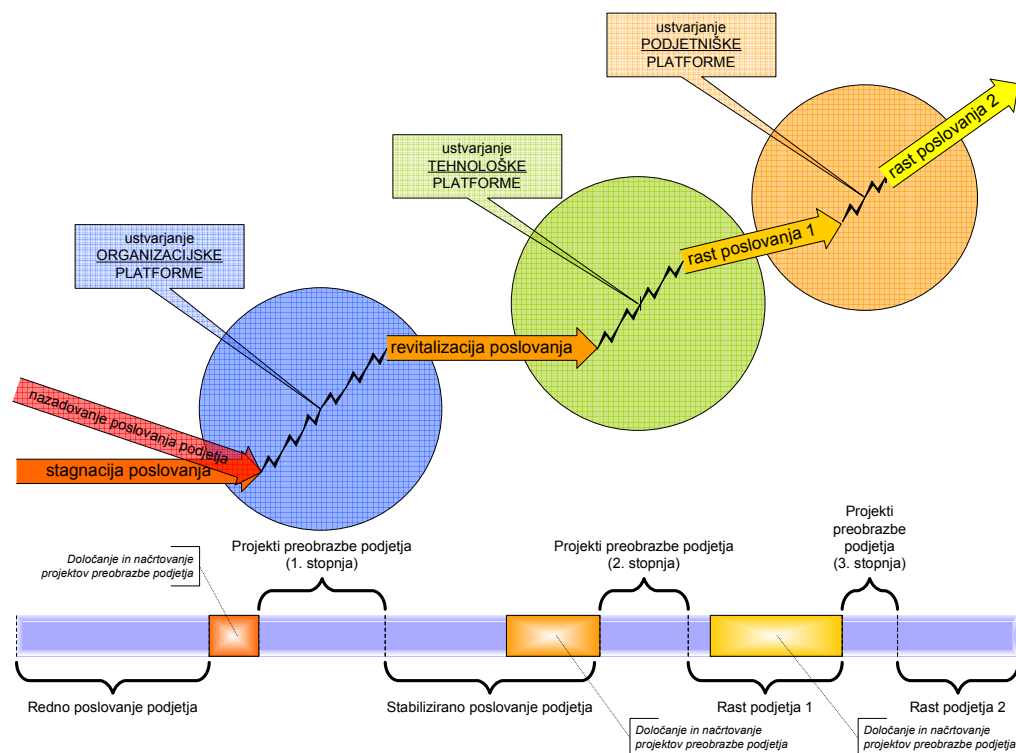 ustvarjanje
PODJETNIŠKE
PLATFORME
rast poslovanja 2
ustvarjanje
TEHNOLOŠKE
PLATFORME
rast poslovanja 1
ustvarjanje
ORGANIZACIJSKE
PLATFORME
revitalizacija poslovanja
nazadovanje poslovanja podjetja
stagnacija poslovanja
Določanje in načrtovanje
projektov preobrazbe podjetja
Projekti preobrazbe podjetja
(1. stopnja)
Projekti preobrazbe podjetja
(2. stopnja)
Projekti
preobrazbe
podjetja
(3. stopnja)
Redno poslovanje podjetja
Stabilizirano poslovanje podjetja
Rast podjetja 1
Rast podjetja 2
Določanje in načrtovanje
projektov preobrazbe podjetja
Določanje in načrtovanje
projektov preobrazbe podjetja